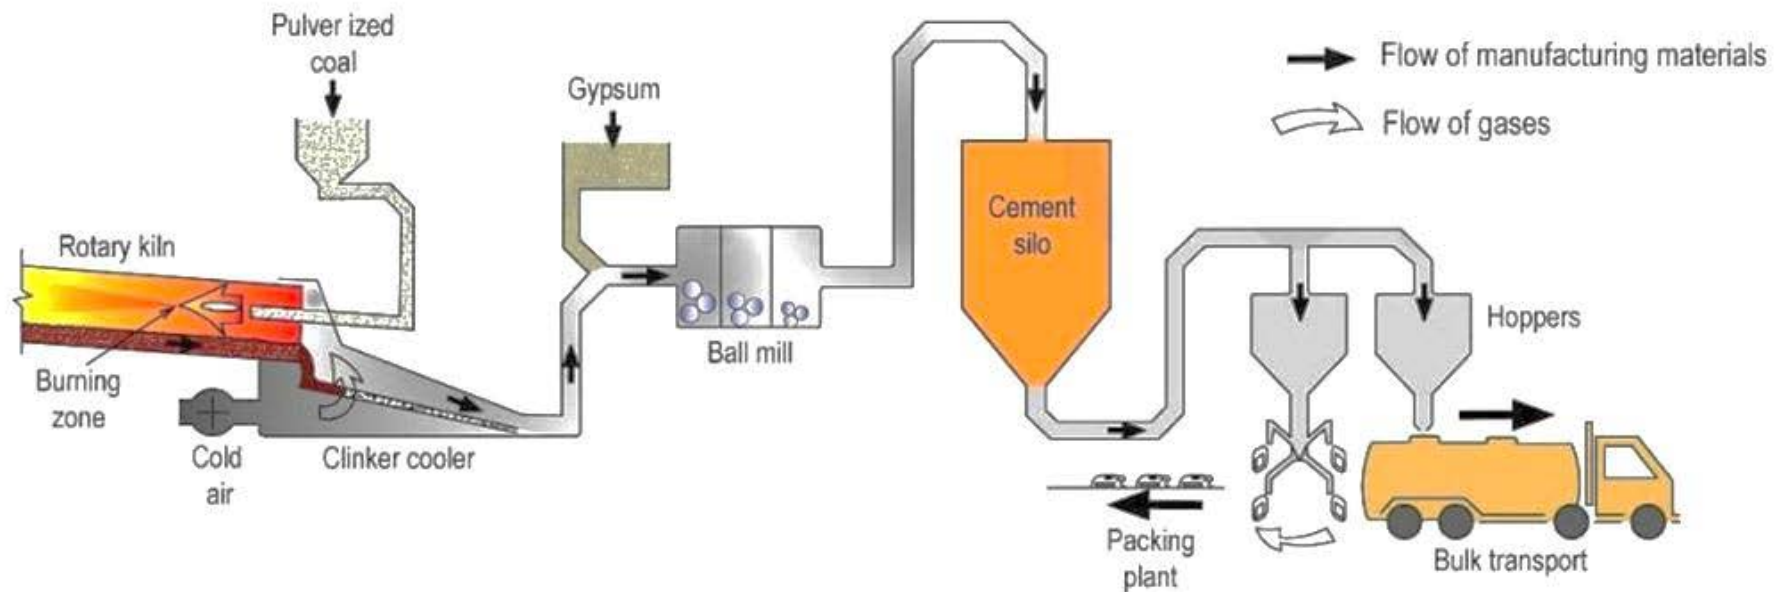 Pulver ized
coal
Gypsum
Flow of manufacturing materials
Flow of gases
Rotary kiln
Cement
silo
Hoppers
Ball mill
Burning
zone
Cold
air
Clinker cooler
Packing
plant
Bulk transport